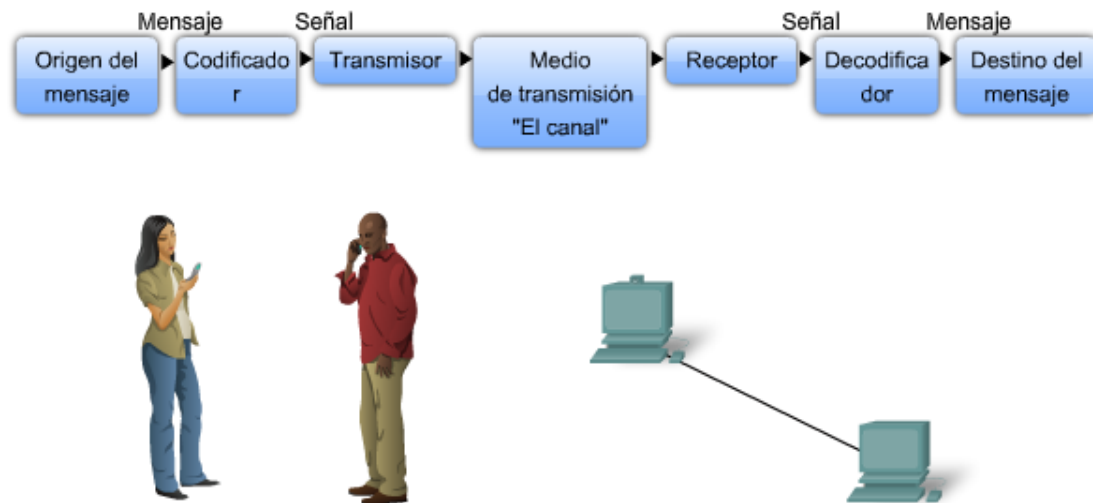 Mensaje
Señal
Señal
Mensaje
Origen del
mensaje
Codificado
r
Transmisor
Medio
de transmisión
"El canal"
Receptor
Decodifica
dor
Destino del
mensaje